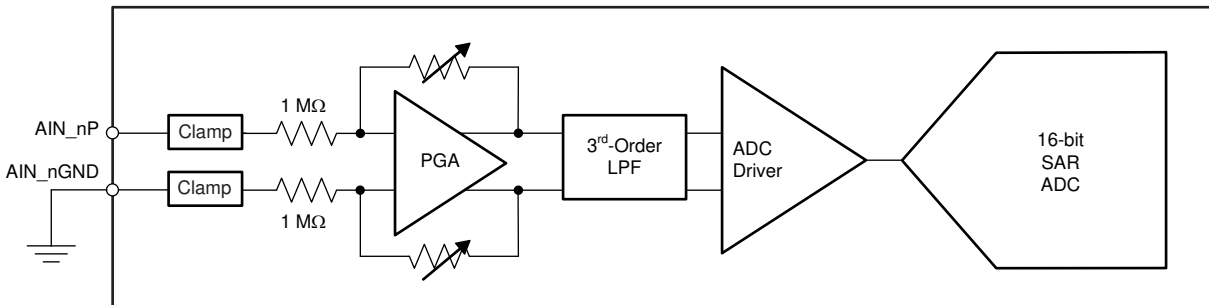 AIN_nP
Clamp
1 MΩ
AIN_nGND
Clamp
1 MΩ
PGA
3rd-Order
LPF
ADC
Driver
16-bit
SAR
ADC